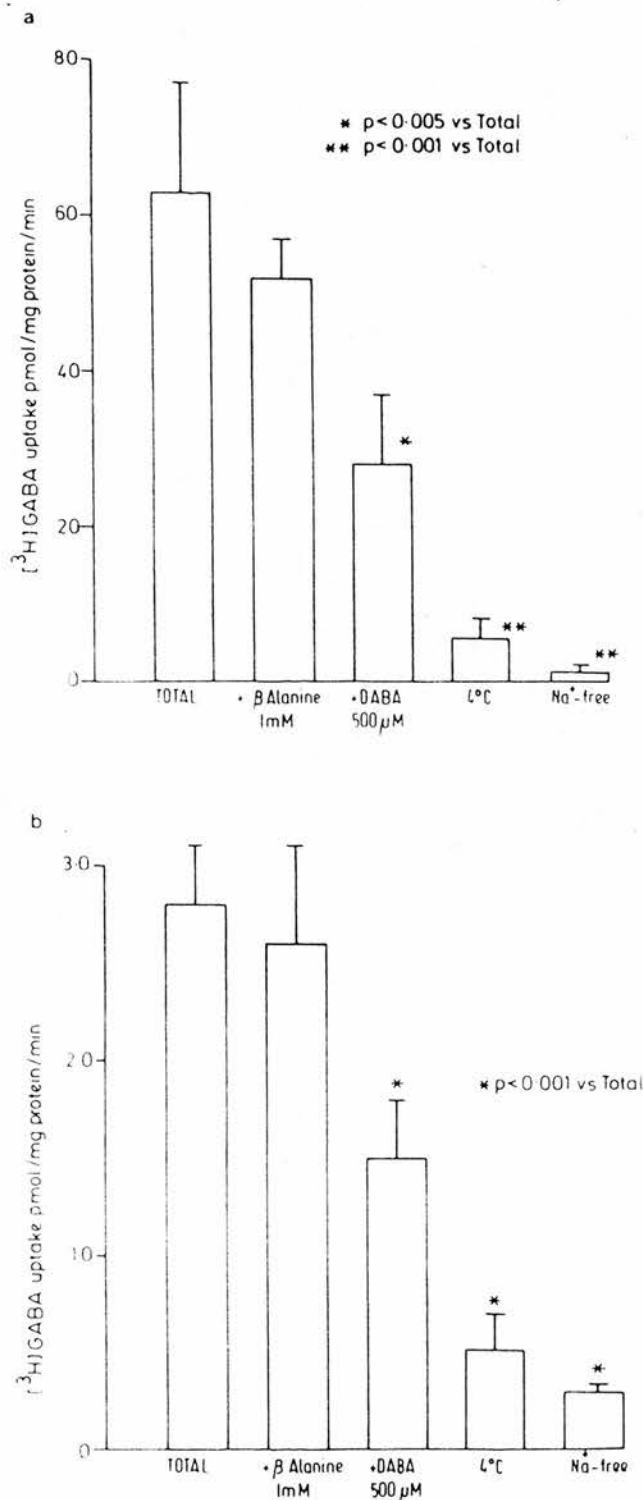 a
80
* p<0·005 vs Total
** p<0·001 vs Total
60
40
20
0
[³H]GABA uptake pmol/mg protein/min
*
**
**
TOTAL + β Alanine +DABA 4°C Na⁺-free
1mM 500 µM
b
3·0
2·0
1·0
0
[³H]GABA uptake pmol/mg protein/min
* p<0·001 vs Total
*
*
*
TOTAL + β Alanine +DABA 4°C Na⁺-free
1mM 500 µM